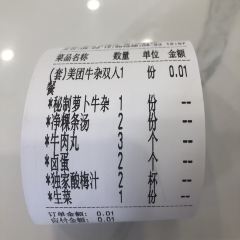 菜品名称 数量 单位 金额
(套)美团牛杂双人1 份 0.01
餐
*秘制萝卜牛杂 1 份 --
*净粿条汤 2 份 --
*牛肉丸 3 个 --
*卤蛋 2 个 --
*独家酸梅汁 2 杯 --
*生菜 1 份 --
订单金额: 0.01
应付金额: 0.01